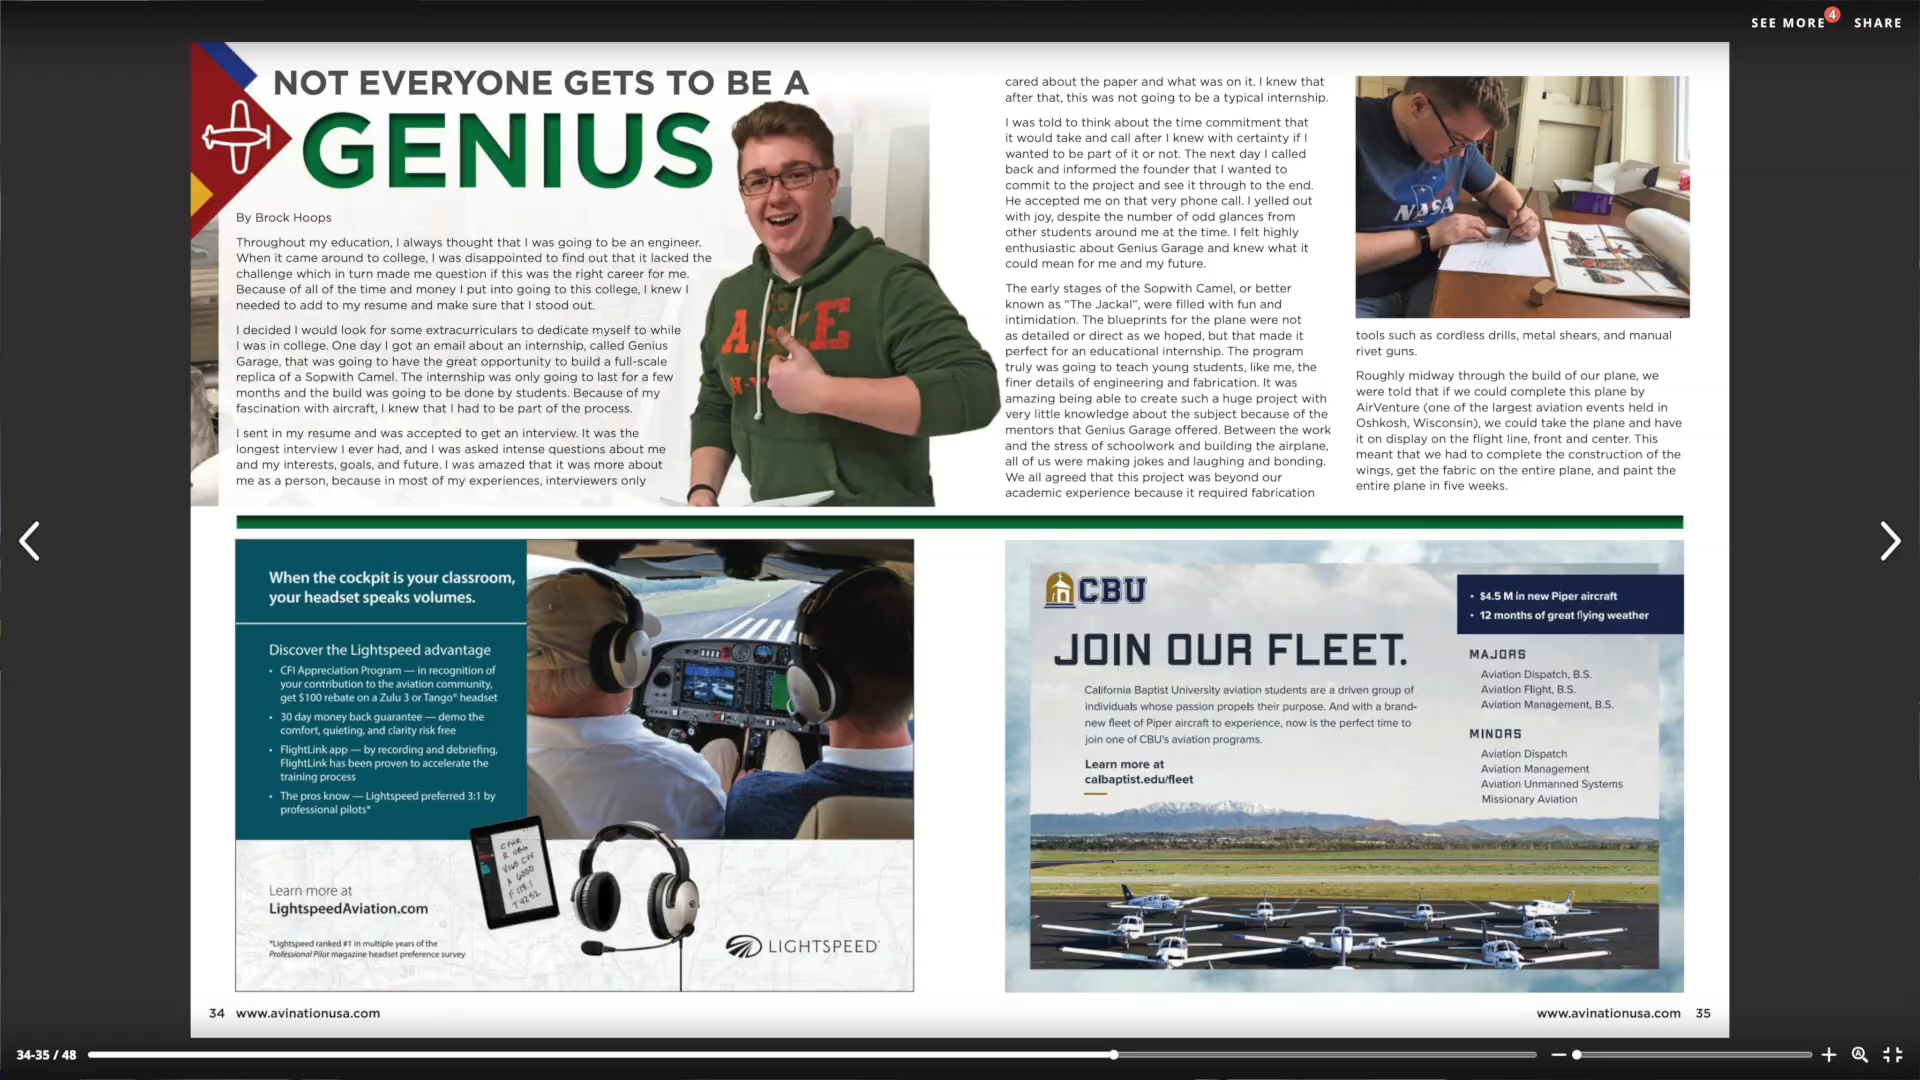 SEE MORE
4
SHARE
NOT EVERYONE GETS TO BE A
GENIUS
By Brock Hoops
Throughout my education, I always thought that I was going to be an engineer.
When it came around to college, I was disappointed to find out that it lacked the
challenge which in turn made me question if this was the right career for me.
Because of all of the time and money I put into going to this college, I knew I
needed to add to my resume and make sure that I stood out.
I decided I would look for some extracurriculars to dedicate myself to while
I was in college. One day I got an email about an internship, called Genius
Garage, that was going to have the great opportunity to build a full-scale
replica of a Sopwith Camel. The internship was only going to last for a few
months and the build was going to be done by students. Because of my
fascination with aircraft, I knew that I had to be part of the process.
I sent in my resume and was accepted to get an interview. It was the
longest interview I ever had, and I was asked intense questions about me
and my interests, goals, and future. I was amazed that it was more about
me as a person, because in most of my experiences, interviewers only
cared about the paper and what was on it. I knew that
after that, this was not going to be a typical internship.
I was told to think about the time commitment that
it would take and call after I knew with certainty if I
wanted to be part of it or not. The next day I called
back and informed the founder that I wanted to
commit to the project and see it through to the end.
He accepted me on that very phone call. I yelled out
with joy, despite the number of odd glances from
other students around me at the time. I felt highly
enthusiastic about Genius Garage and knew what it
could mean for me and my future.
The early stages of the Sopwith Camel, or better
known as “The Jackal”, were filled with fun and
intimidation. The blueprints for the plane were not
as detailed or direct as we hoped, but that made it
perfect for an educational internship. The program
truly was going to teach young students, like me, the
finer details of engineering and fabrication. It was
amazing being able to create such a huge project with
very little knowledge about the subject because of the
mentors that Genius Garage offered. Between the work
and the stress of schoolwork and building the airplane,
all of us were making jokes and laughing and bonding.
We all agreed that this project was beyond our
academic experience because it required fabrication
NASA
tools such as cordless drills, metal shears, and manual
rivet guns.
Roughly midway through the build of our plane, we
were told that if we could complete this plane by
AirVenture (one of the largest aviation events held in
Oshkosh, Wisconsin), we could take the plane and have
it on display on the flight line, front and center. This
meant that we had to complete the construction of the
wings, get the fabric on the entire plane, and paint the
entire plane in five weeks.
When the cockpit is your classroom,
your headset speaks volumes.
Discover the Lightspeed advantage
• CFI Appreciation Program — in recognition of
your contribution to the aviation community,
get $100 rebate on a Zulu 3 or Tango® headset
• 30 day money back guarantee — demo the
comfort, quieting, and clarity risk free
• FlightLink app — by recording and debriefing,
FlightLink has been proven to accelerate the
training process
• The pros know — Lightspeed preferred 3:1 by
professional pilots*
Learn more at
LightspeedAviation.com
*Lightspeed ranked #1 in multiple years of the
Professional Pilot magazine headset preference survey
LIGHTSPEED
CBU
JOIN OUR FLEET.
California Baptist University aviation students are a driven group of
individuals whose passion propels their purpose. And with a brand-
new fleet of Piper aircraft to experience, now is the perfect time to
join one of CBU's aviation programs.
Learn more at
calbaptist.edu/fleet
• $4.5 M in new Piper aircraft
• 12 months of great flying weather
MAJORS
Aviation Dispatch, B.S.
Aviation Flight, B.S.
Aviation Management, B.S.
MINORS
Aviation Dispatch
Aviation Management
Aviation Unmanned Systems
Missionary Aviation
34 www.avinationusa.com
www.avinationusa.com 35
34-35 / 48